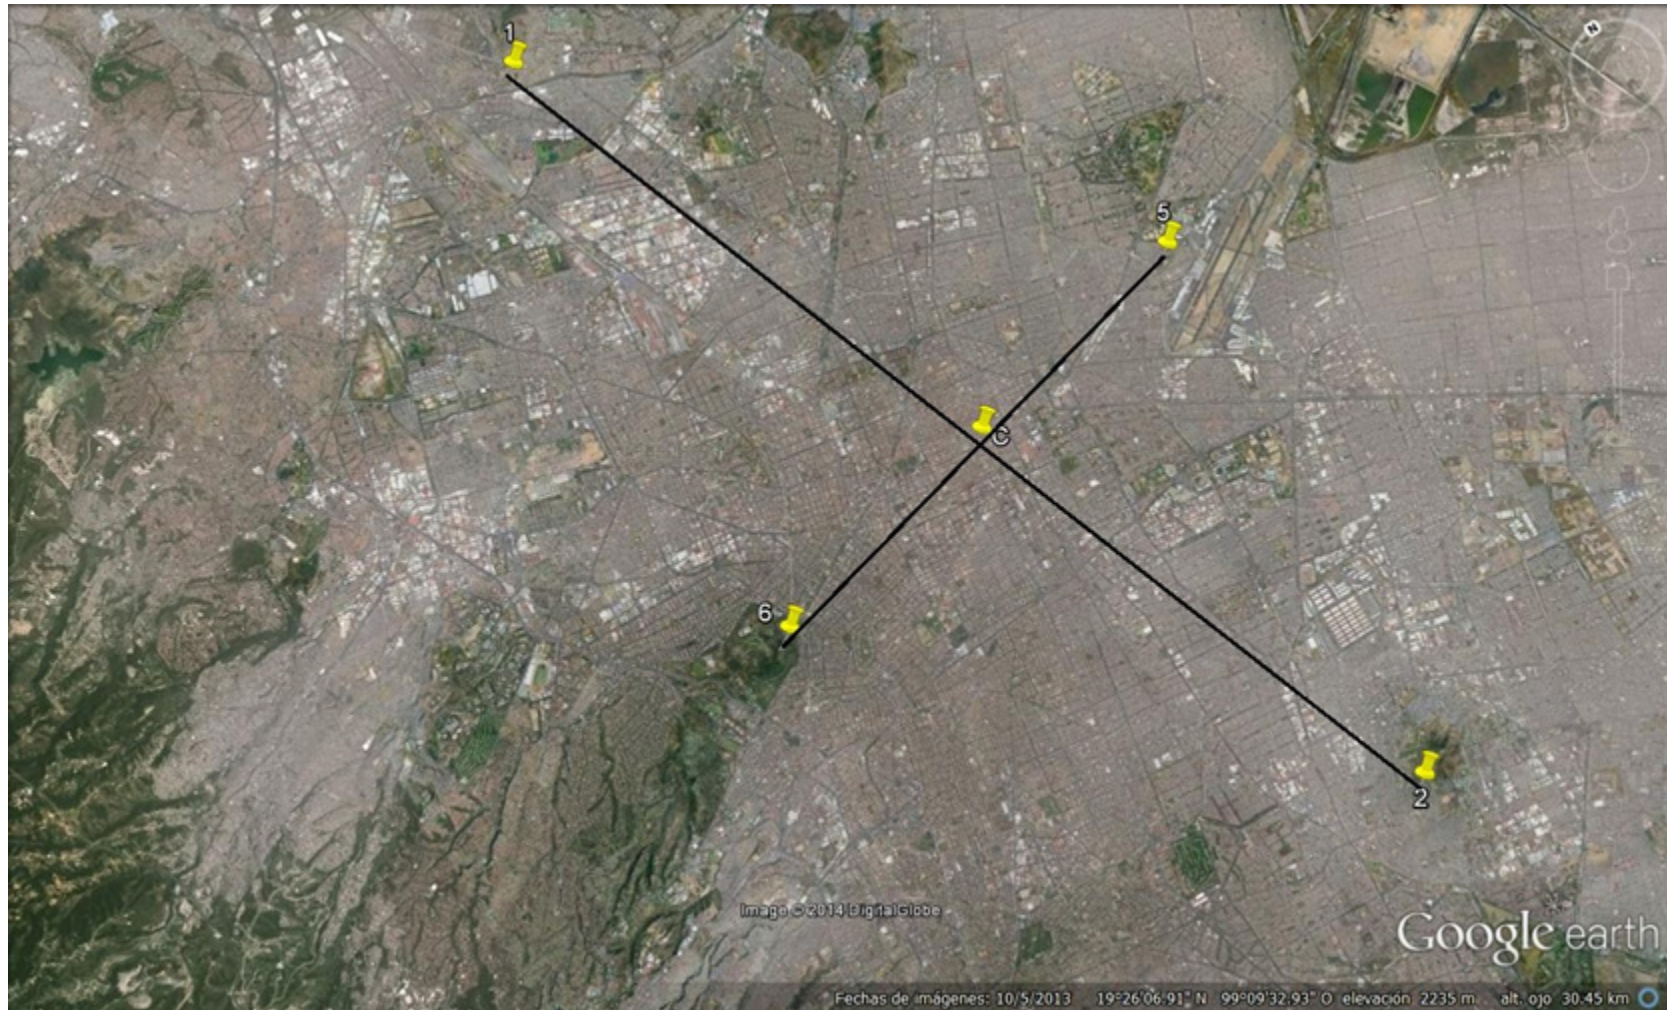 1
N
5
C
6
2
Image © 2014 DigitalGlobe
Google earth
Fechas de imágenes: 10/5/2013 19°26'06.91" N 99°09'32.93" O elevación 2235 m alt. ojo 30.45 km